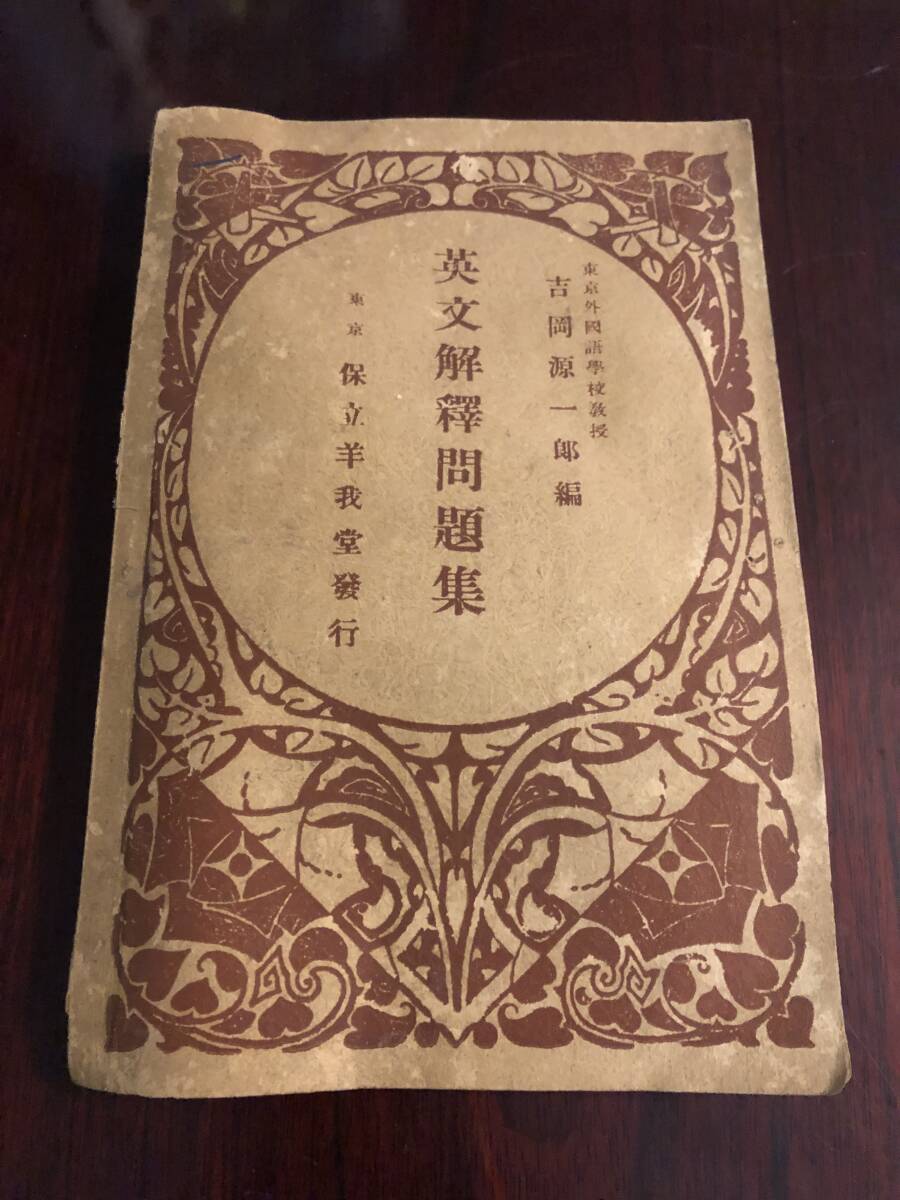 東京外國語學校敎授
吉岡源一郎編
英文解釋問題集
東京 保立羊我堂發行